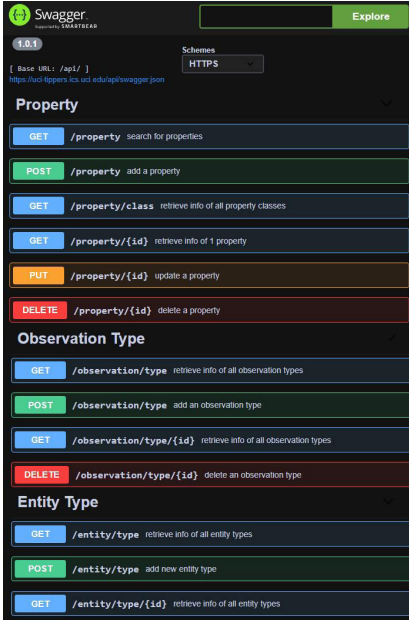 Swagger.
Supported by SMARTBEAR
Explore
1.0.1
Schemes
[ Base URL: /api/ ]
HTTPS
https://uci-tippers.ics.uci.edu/api/swagger.json
Property
GET /property search for properties
POST /property add a property
GET /property/class retrieve info of all property classes
GET /property/{id} retrieve info of 1 property
PUT /property/{id} update a property
DELETE /property/{id} delete a property
Observation Type
GET /observation/type retrieve info of all observation types
POST /observation/type add an observation type
GET /observation/type/{id} retrieve info of all observation types
DELETE /observation/type/{id} delete an observation type
Entity Type
GET /entity/type retrieve info of all entity types
POST /entity/type add new entity type
GET /entity/type/{id} retrieve info of all entity types